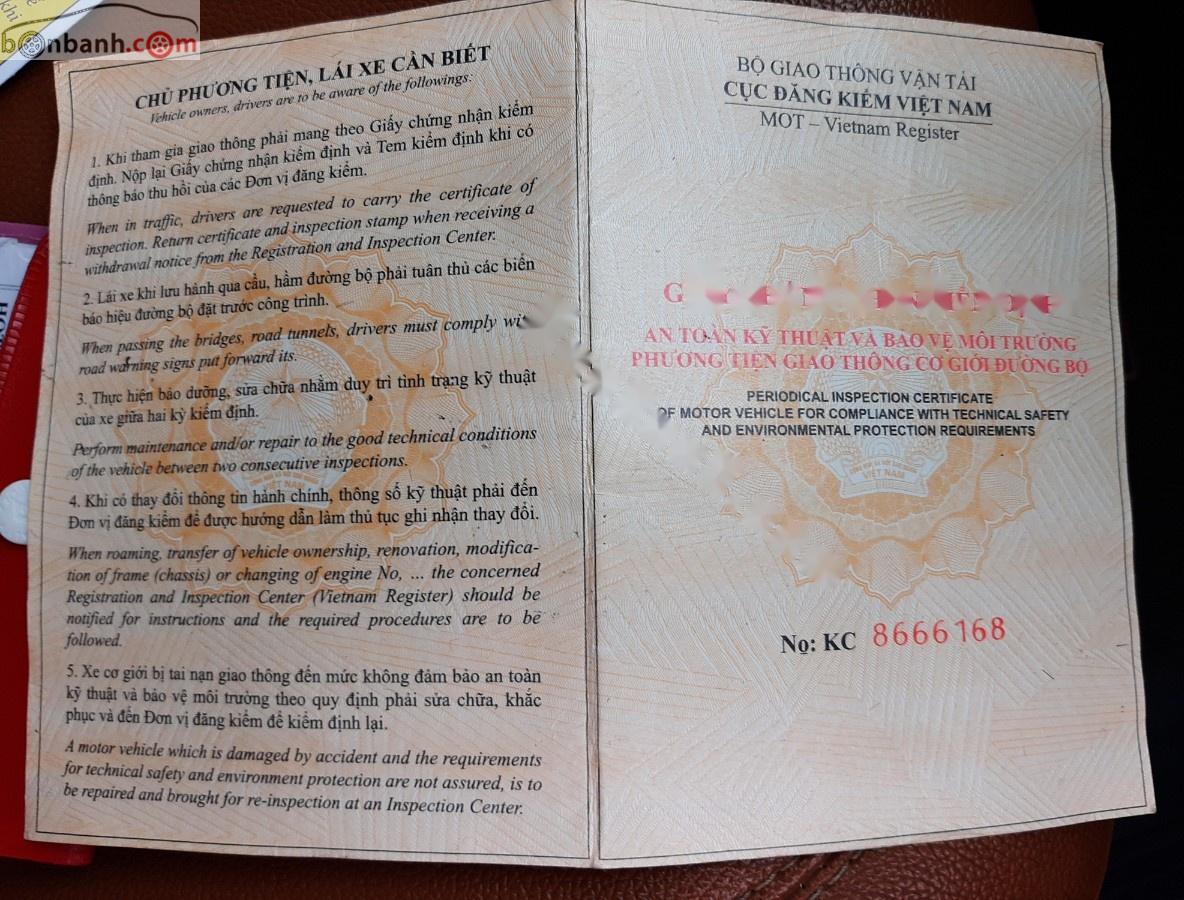 bonbanh.com
CHỦ PHƯƠNG TIỆN, LÁI XE CẦN BIẾT
Vehicle owners, drivers are to be aware of the followings:
1. Khi tham gia giao thông phải mang theo Giấy chứng nhận kiểm
định. Nộp lại Giấy chứng nhận kiểm định và Tem kiểm định khi có
thông báo thu hồi của các Đơn vị đăng kiểm.
When in traffic, drivers are requested to carry the certificate of
inspection. Return certificate and inspection stamp when receiving a
withdrawal notice from the Registration and Inspection Center.
2. Lái xe khi lưu hành qua cầu, hầm đường bộ phải tuân thủ các biển
báo hiệu đường bộ đặt trước công trình.
When passing the bridges, road tunnels, drivers must comply
road warning signs put forward its.
3. Thực hiện bảo dưỡng, sửa chữa nhằm duy trì tình trạng kỹ thuật
của xe giữa hai kỳ kiểm định.
Perform maintenance and/or repair to the good technical conditions
of the vehicle between two consecutive inspections.
4. Khi có thay đổi thông tin hành chính, thông số kỹ thuật phải đến
Đơn vị đăng kiểm để được hướng dẫn làm thủ tục ghi nhận thay đổi.
When roaming, transfer of vehicle ownership, renovation, modifica-
tion of frame (chassis) or changing of engine No, ... the concerned
Registration and Inspection Center (Vietnam Register) should be
notified for instructions and the required procedures are to be
followed.
5. Xe cơ giới bị tai nạn giao thông đến mức không đảm bảo an toàn
kỹ thuật và bảo vệ môi trường theo quy định phải sửa chữa, khắc
phục và đến Đơn vị đăng kiểm để kiểm định lại.
A motor vehicle which is damaged by accident and the requirements
for technical safety and environment protection are not assured, is to
be repaired and brought for re-inspection at an Inspection Center.
BỘ GIAO THÔNG VẬN TẢI
CỤC ĐĂNG KIỂM VIỆT NAM
MOT – Vietnam Register
AN TOÀN KỸ THUẬT VÀ BẢO VỆ MÔI TRƯỜNG
PHƯƠNG TIỆN GIAO THÔNG CƠ GIỚI ĐƯỜNG BỘ
PERIODICAL INSPECTION CERTIFICATE
OF MOTOR VEHICLE FOR COMPLIANCE WITH TECHNICAL SAFETY
AND ENVIRONMENTAL PROTECTION REQUIREMENTS
VIỆT NAM
No: KC 8666168